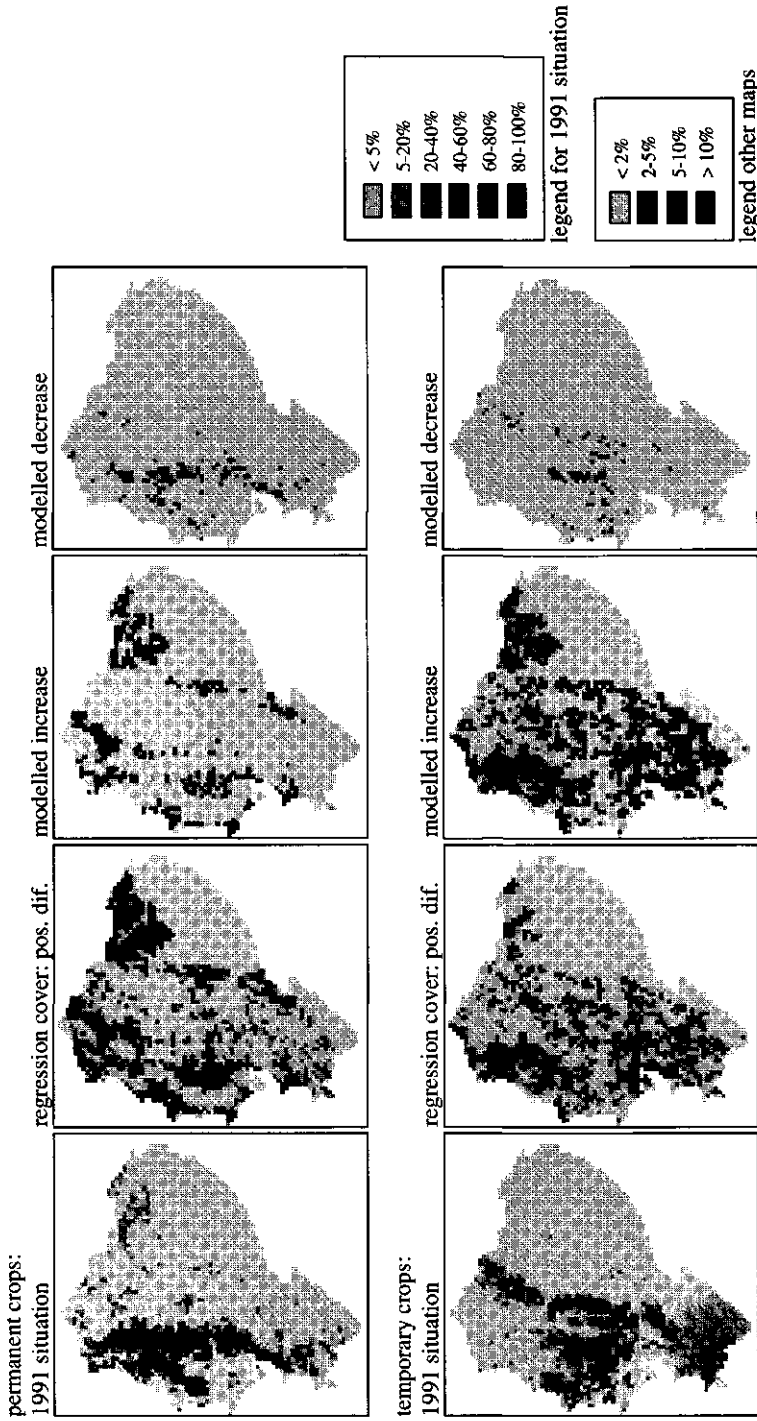 permanent crops:
1991 situation
regression cover: pos. dif.
modelled increase
modelled decrease
temporary crops:
1991 situation
regression cover: pos. dif.
modelled increase
modelled decrease
< 5%
5-20%
20-40%
40-60%
60-80%
80-100%
legend for 1991 situation
< 2%
2-5%
5-10%
> 10%
legend other maps